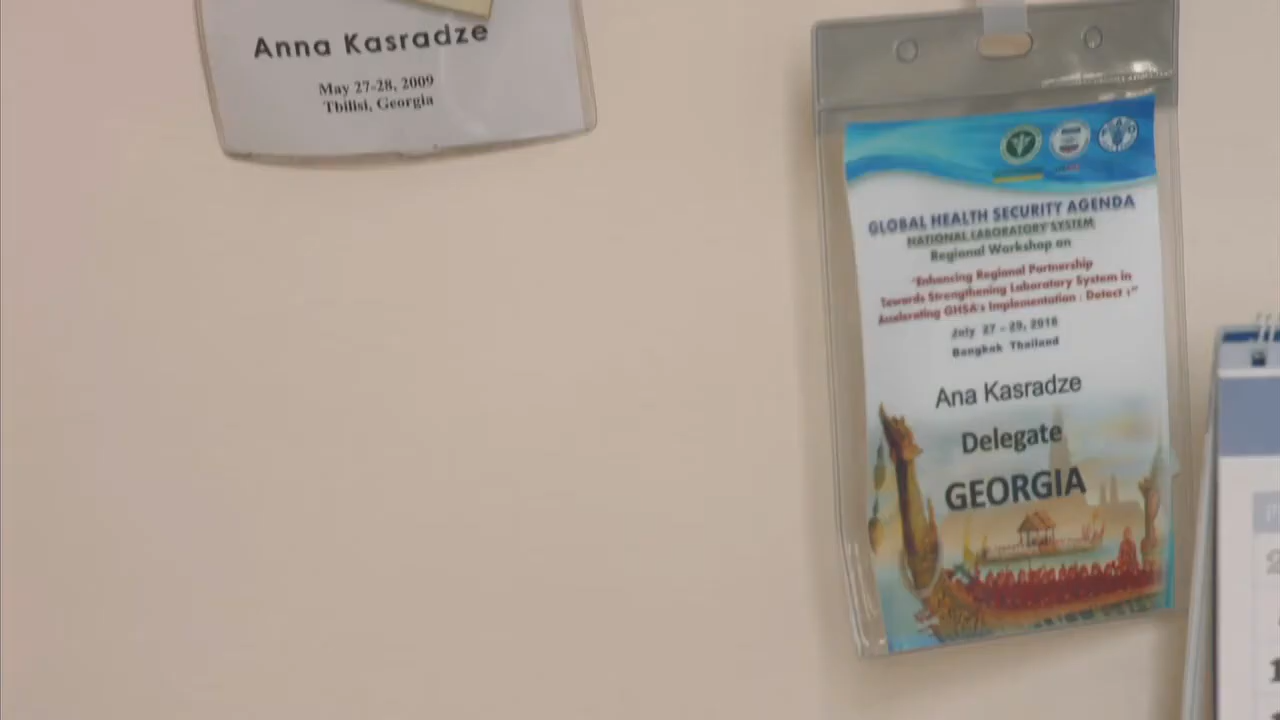 Anna Kasradze
May 27-28, 2009
Tbilisi, Georgia
GLOBAL HEALTH SECURITY AGENDA
NATIONAL LABORATORY SYSTEM
Regional Workshop on
"Enhancing Regional Partnership
Towards Strengthening Laboratory System in
Accelerating GHSA's Implementation : Detect 1"
July 27 - 29, 2016
Bangkok Thailand
Ana Kasradze
Delegate
GEORGIA